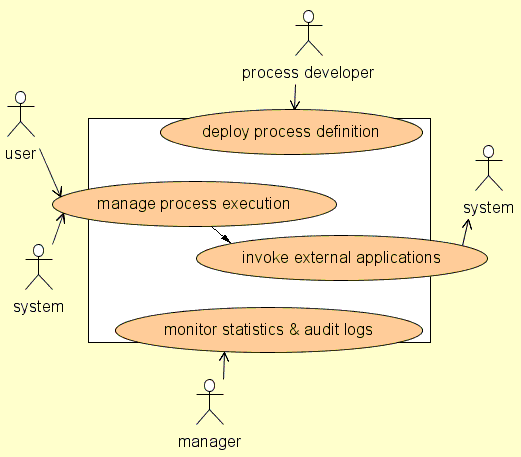 process developer
deploy process definition
user
system
manage process execution
invoke external applications
system
monitor statistics & audit logs
manager